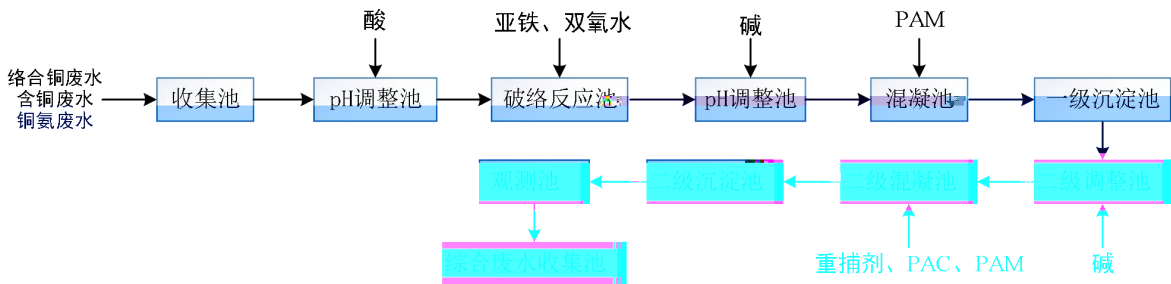 酸
亚铁、双氧水
碱
PAM
络合铜废水
含铜废水
铜氨废水
收集池
pH调整池
破络反应池
pH调整池
混凝池
一级沉淀池
观测池
二级沉淀池
二级混凝池
二级调整池
综合废水收集池
重捕剂、PAC、PAM
碱